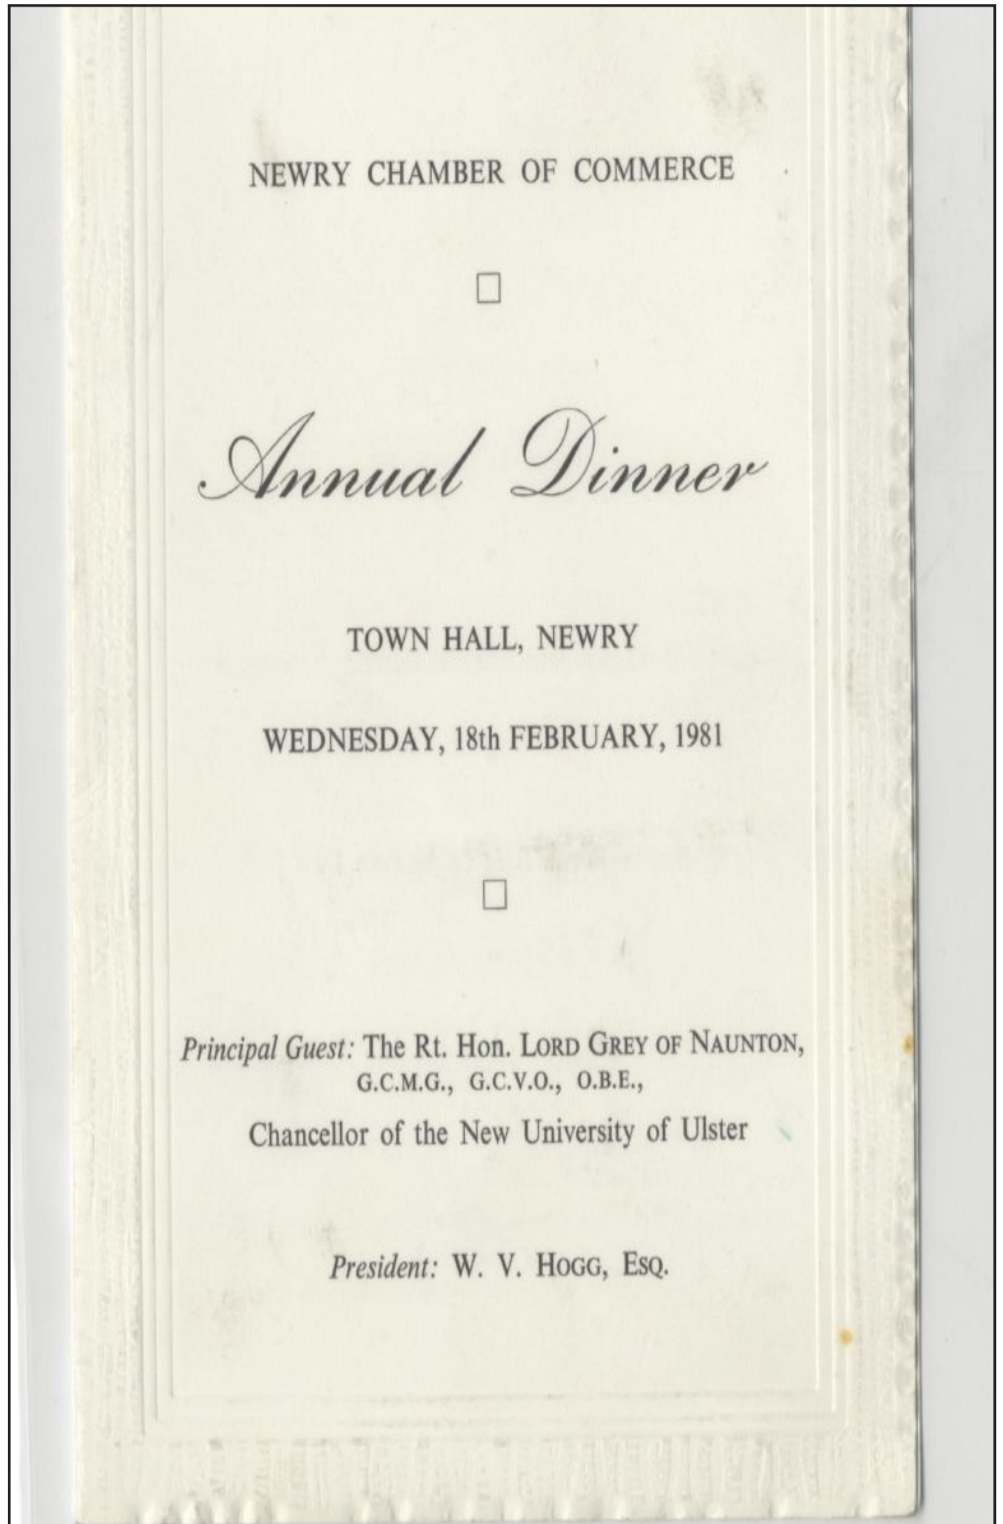 NEWRY CHAMBER OF COMMERCE
Annual Dinner
TOWN HALL, NEWRY
WEDNESDAY, 18th FEBRUARY, 1981
Principal Guest: The Rt. Hon. LORD GREY OF NAUNTON,
G.C.M.G., G.C.V.O., O.B.E.,
Chancellor of the New University of Ulster
President: W. V. HOGG, ESQ.